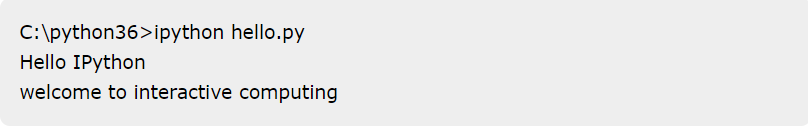 C:\python36>ipython hello.py
Hello IPython
welcome to interactive computing